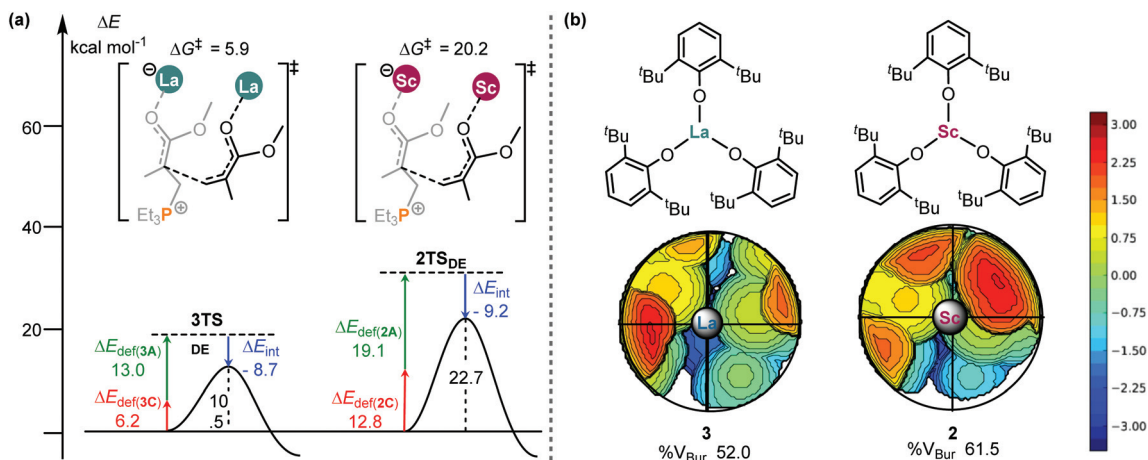 (a)
ΔE
kcal mol⁻¹
60
40
20
ΔG‡ = 5.9
⊖
La
La
‡
O
O
O
O
Et₃P⊕
ΔG‡ = 20.2
⊖
Sc
Sc
‡
O
O
O
O
Et₃P⊕
3TS
DE
ΔE_def(3A)
13.0
ΔE_int
- 8.7
ΔE_def(3C)
6.2
10
.5
2TS_DE
ΔE_int
- 9.2
ΔE_def(2A)
19.1
22.7
ΔE_def(2C)
12.8
(b)
ᵗBu
ᵗBu
O
La
O
O
ᵗBu
ᵗBu
ᵗBu
ᵗBu
La
3
%V_Bur 52.0
ᵗBu
ᵗBu
O
Sc
O
O
ᵗBu
ᵗBu
ᵗBu
ᵗBu
Sc
2
%V_Bur 61.5
3.00
2.25
1.50
0.75
0.00
-0.75
-1.50
-2.25
-3.00